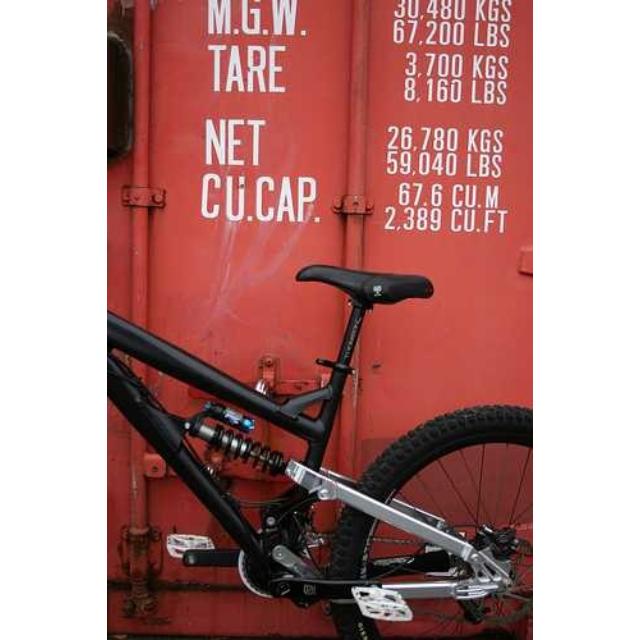 M.G.W. 30,480 KGS
67,200 LBS
TARE 3,700 KGS
8,160 LBS
NET 26,780 KGS
59,040 LBS
CU.CAP. 67.6 CU.M
2,389 CU.FT